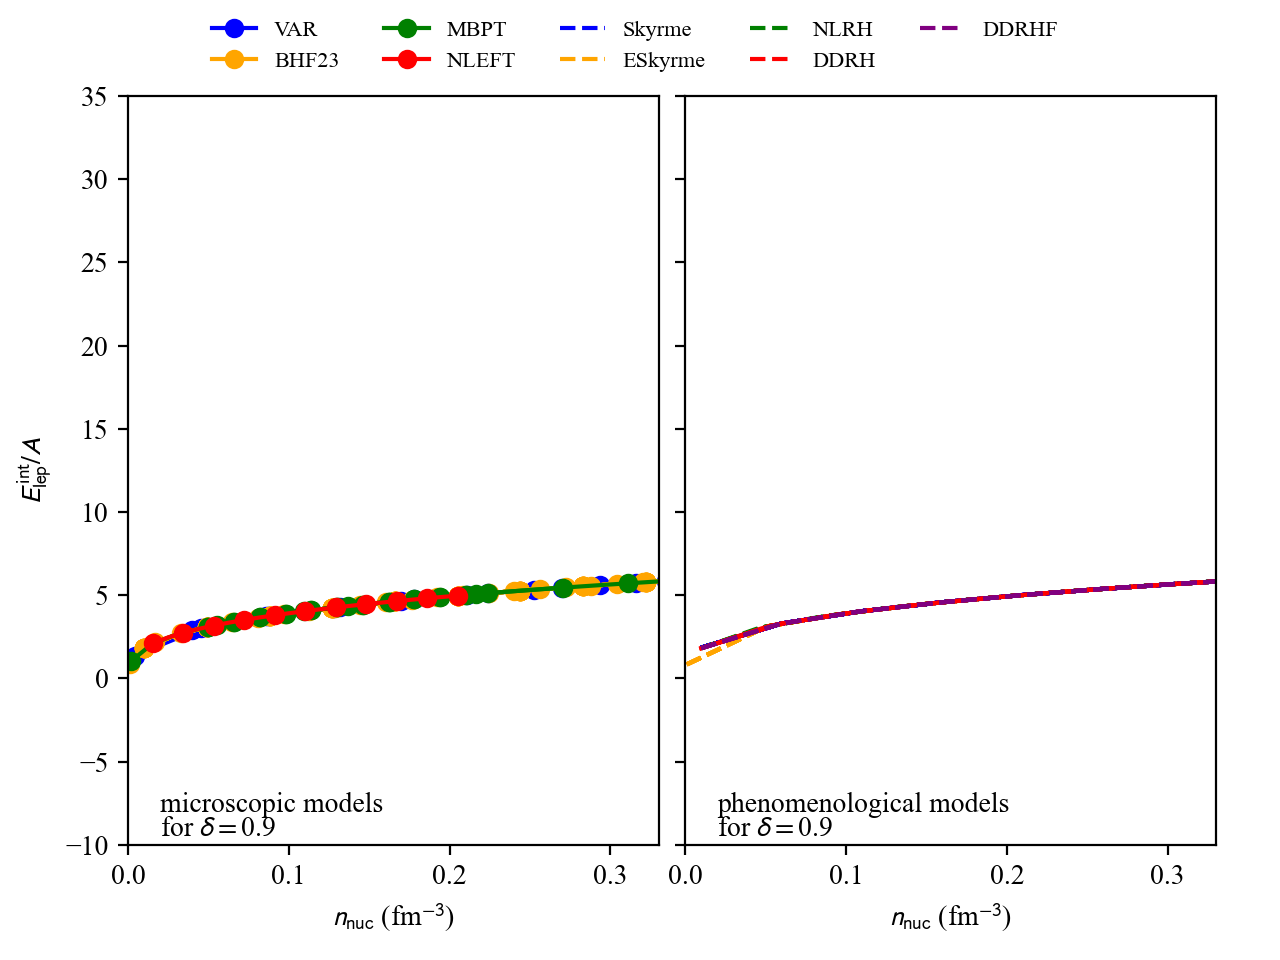 VAR MBPT Skyrme NLRH DDRHF
BHF23 NLEFT ESkyrme DDRH
35
30
25
20
15
10
5
0
−5
−10
E_lep^int/A
microscopic models
for δ = 0.9
phenomenological models
for δ = 0.9
0.0 0.1 0.2 0.3 0.0 0.1 0.2 0.3
n_nuc (fm⁻³) n_nuc (fm⁻³)